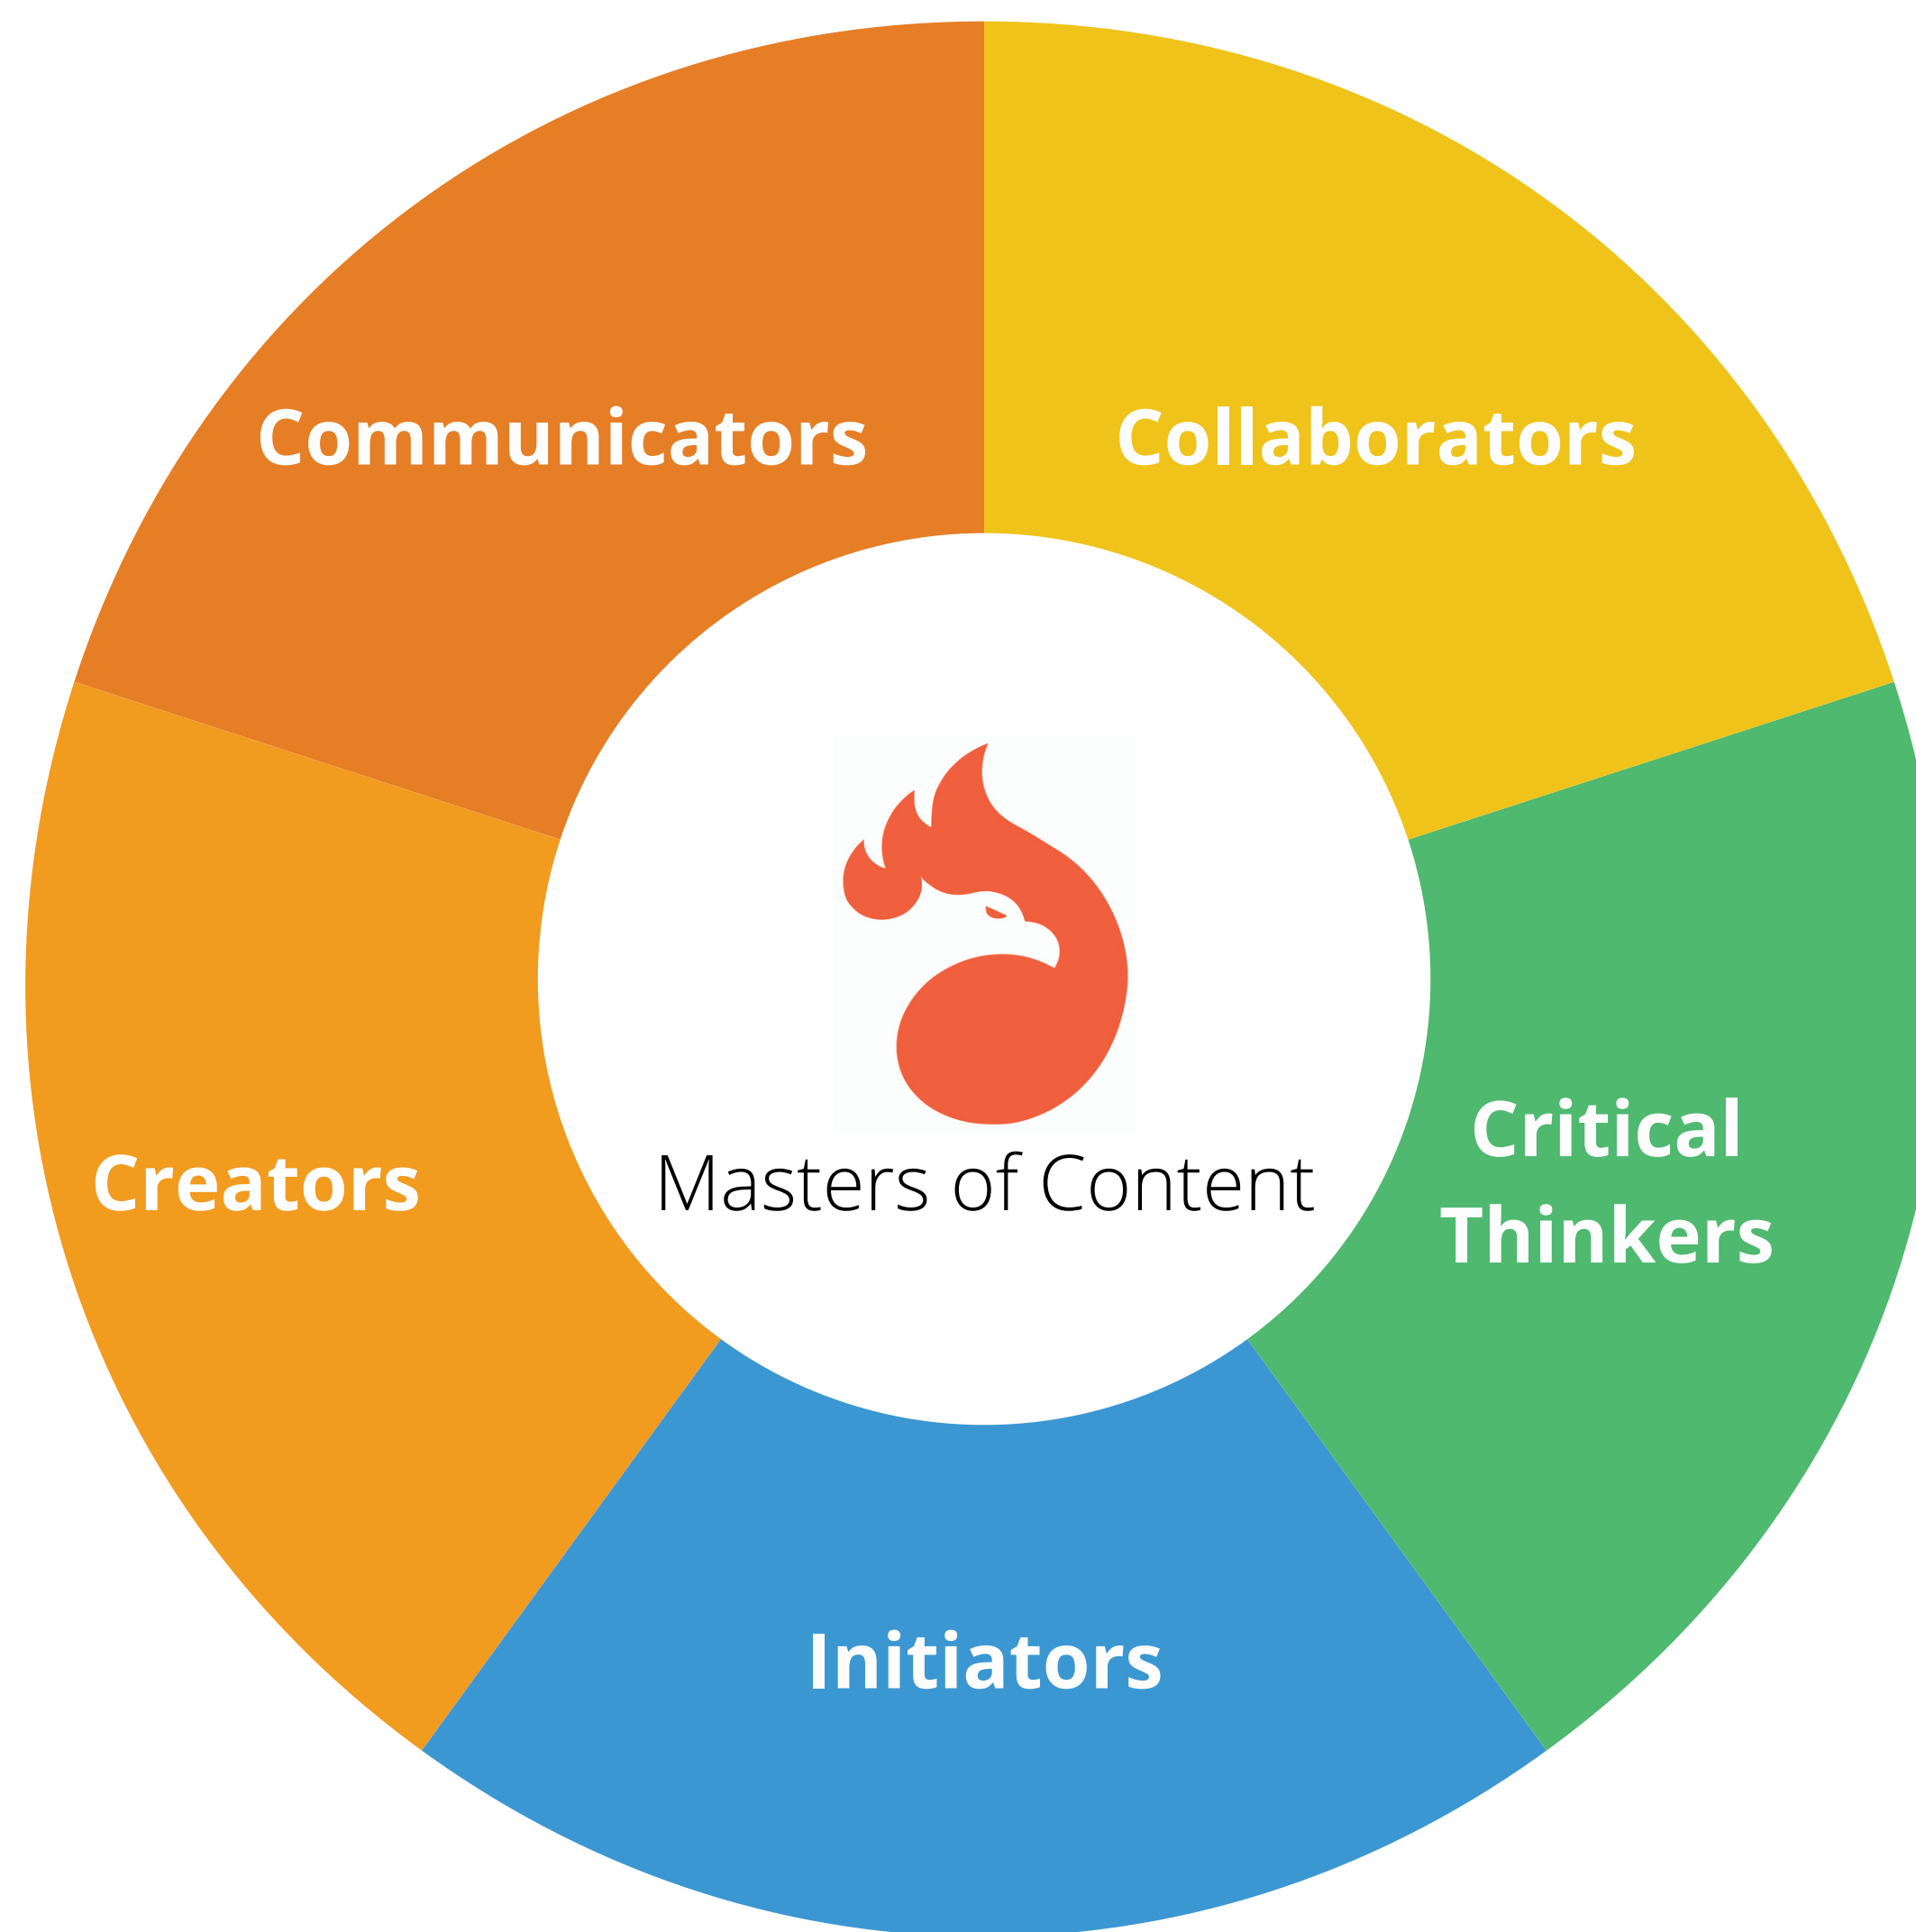 Communicators
Collaborators
Critical
Thinkers
Creators
Masters of Content
Initiators